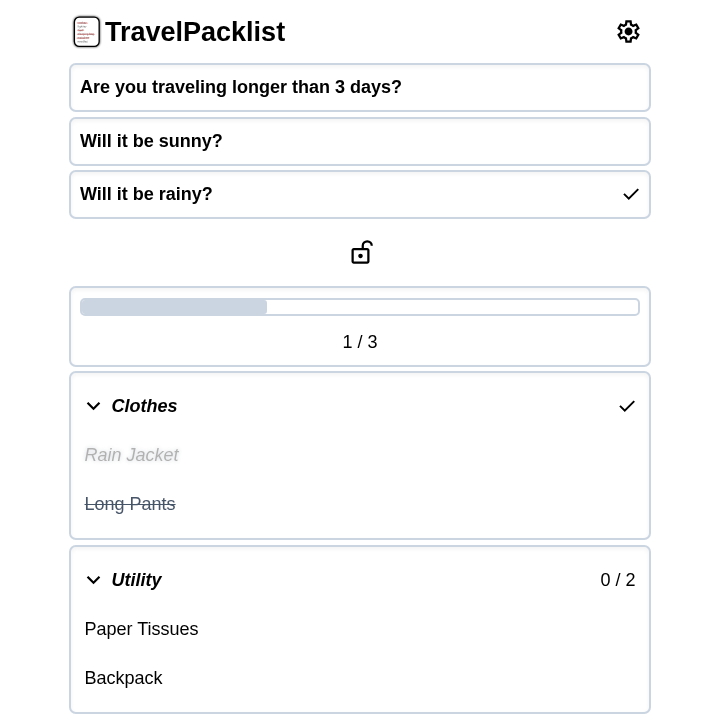 TravelPacklist
Are you traveling longer than 3 days?
Will it be sunny?
Will it be rainy?
1 / 3
Clothes
Rain Jacket
Long Pants
Utility 0 / 2
Paper Tissues
Backpack